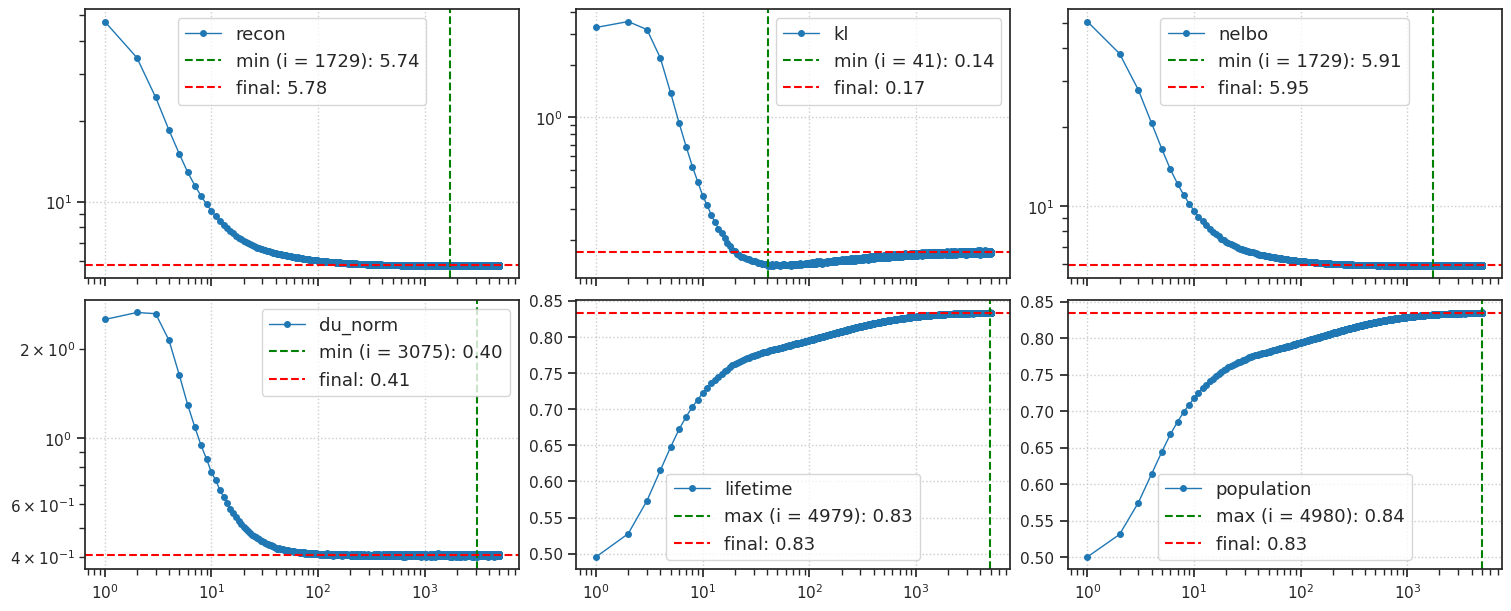 recon
min (i = 1729): 5.74
final: 5.78
10¹
kl
min (i = 41): 0.14
final: 0.17
10⁰
nelbo
min (i = 1729): 5.91
final: 5.95
10¹
du_norm
min (i = 3075): 0.40
final: 0.41
2 × 10⁰
10⁰
6 × 10⁻¹
4 × 10⁻¹
10⁰ 10¹ 10² 10³
0.85
0.80
0.75
0.70
0.65
0.60
0.55
0.50
lifetime
max (i = 4979): 0.83
final: 0.83
10⁰ 10¹ 10² 10³
0.85
0.80
0.75
0.70
0.65
0.60
0.55
0.50
population
max (i = 4980): 0.84
final: 0.83
10⁰ 10¹ 10² 10³